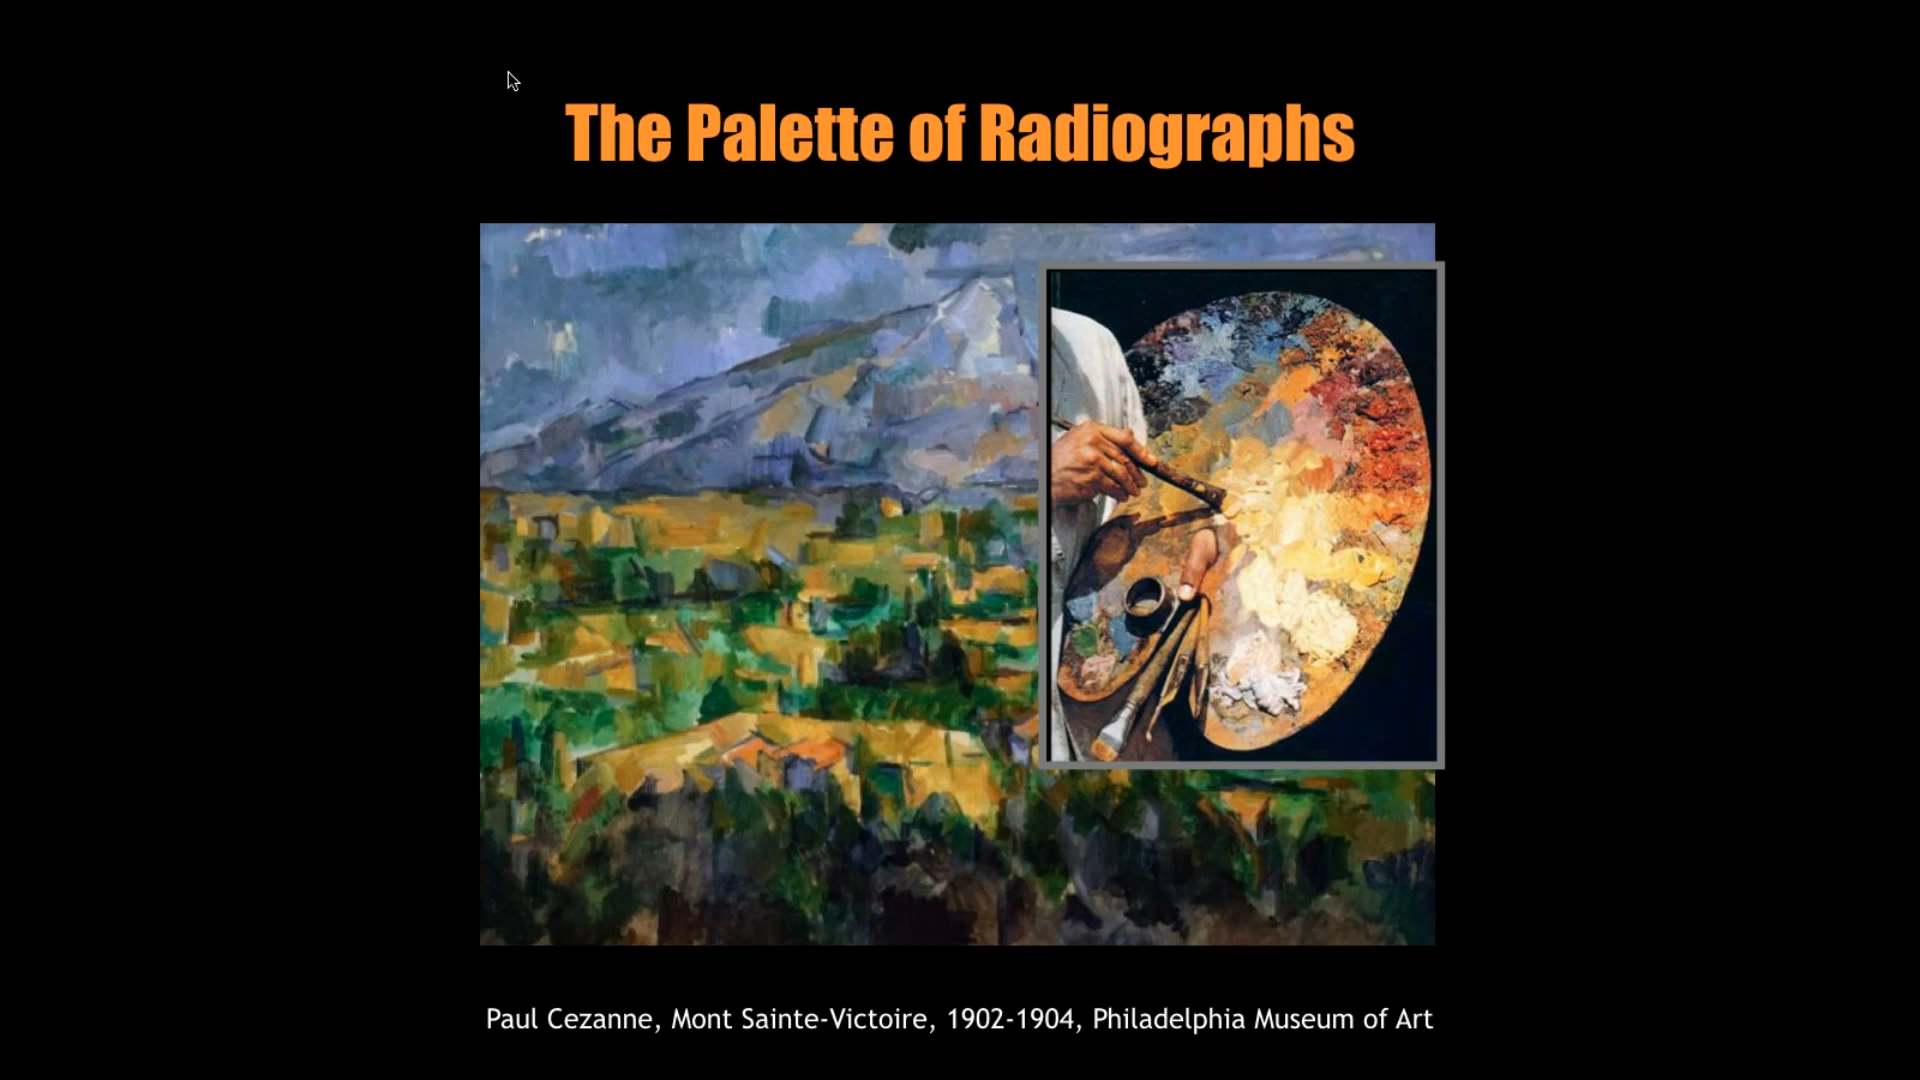 The Palette of Radiographs
Paul Cezanne, Mont Sainte-Victoire, 1902-1904, Philadelphia Museum of Art